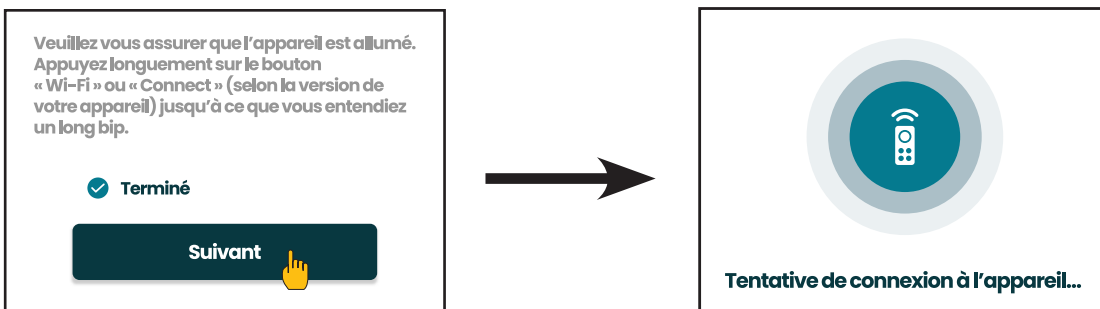 Veuillez vous assurer que l'appareil est allumé.
Appuyez longuement sur le bouton
« Wi-Fi » ou « Connect » (selon la version de
votre appareil) jusqu'à ce que vous entendiez
un long bip.
Terminé
Suivant
Tentative de connexion à l'appareil...